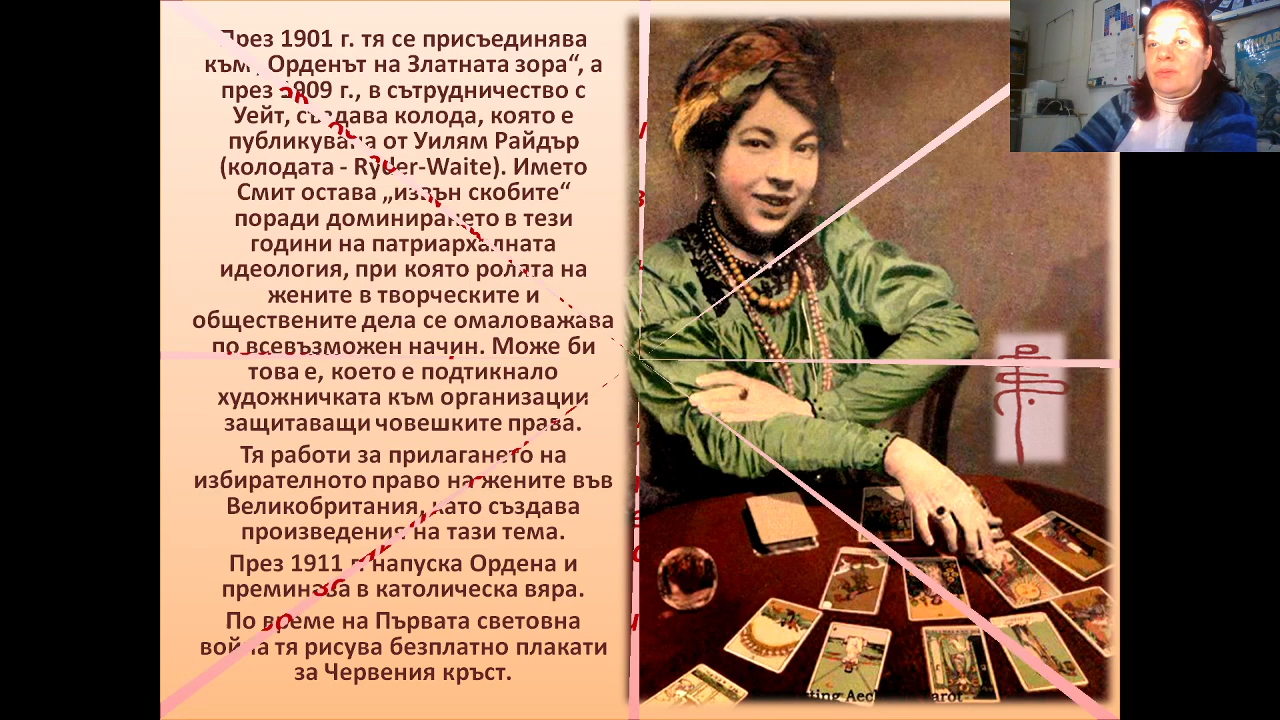 През 1901 г. тя се присъединява
към „Орденът на Златната зора“, а
през 1909 г., в сътрудничество с
Уейт, създава колода, която е
публикувана от Уилям Райдър
(колодата - Ryder-Waite). Името
Смит остава „извън скобите“
поради доминирането в тези
години на патриархалната
идеология, при която ролята на
жените в творческите и
обществените дела се омаловажава
по всевъзможен начин. Може би
това е, което е подтикнало
художничката към организации
защитаващи човешките права.
Тя работи за прилагането на
избирателното право на жените във
Великобритания, като създава
произведения на тази тема.
През 1911 г. напуска Ордена и
преминава в католическа вяра.
По време на Първата световна
война тя рисува безплатно плакати
за Червения кръст.